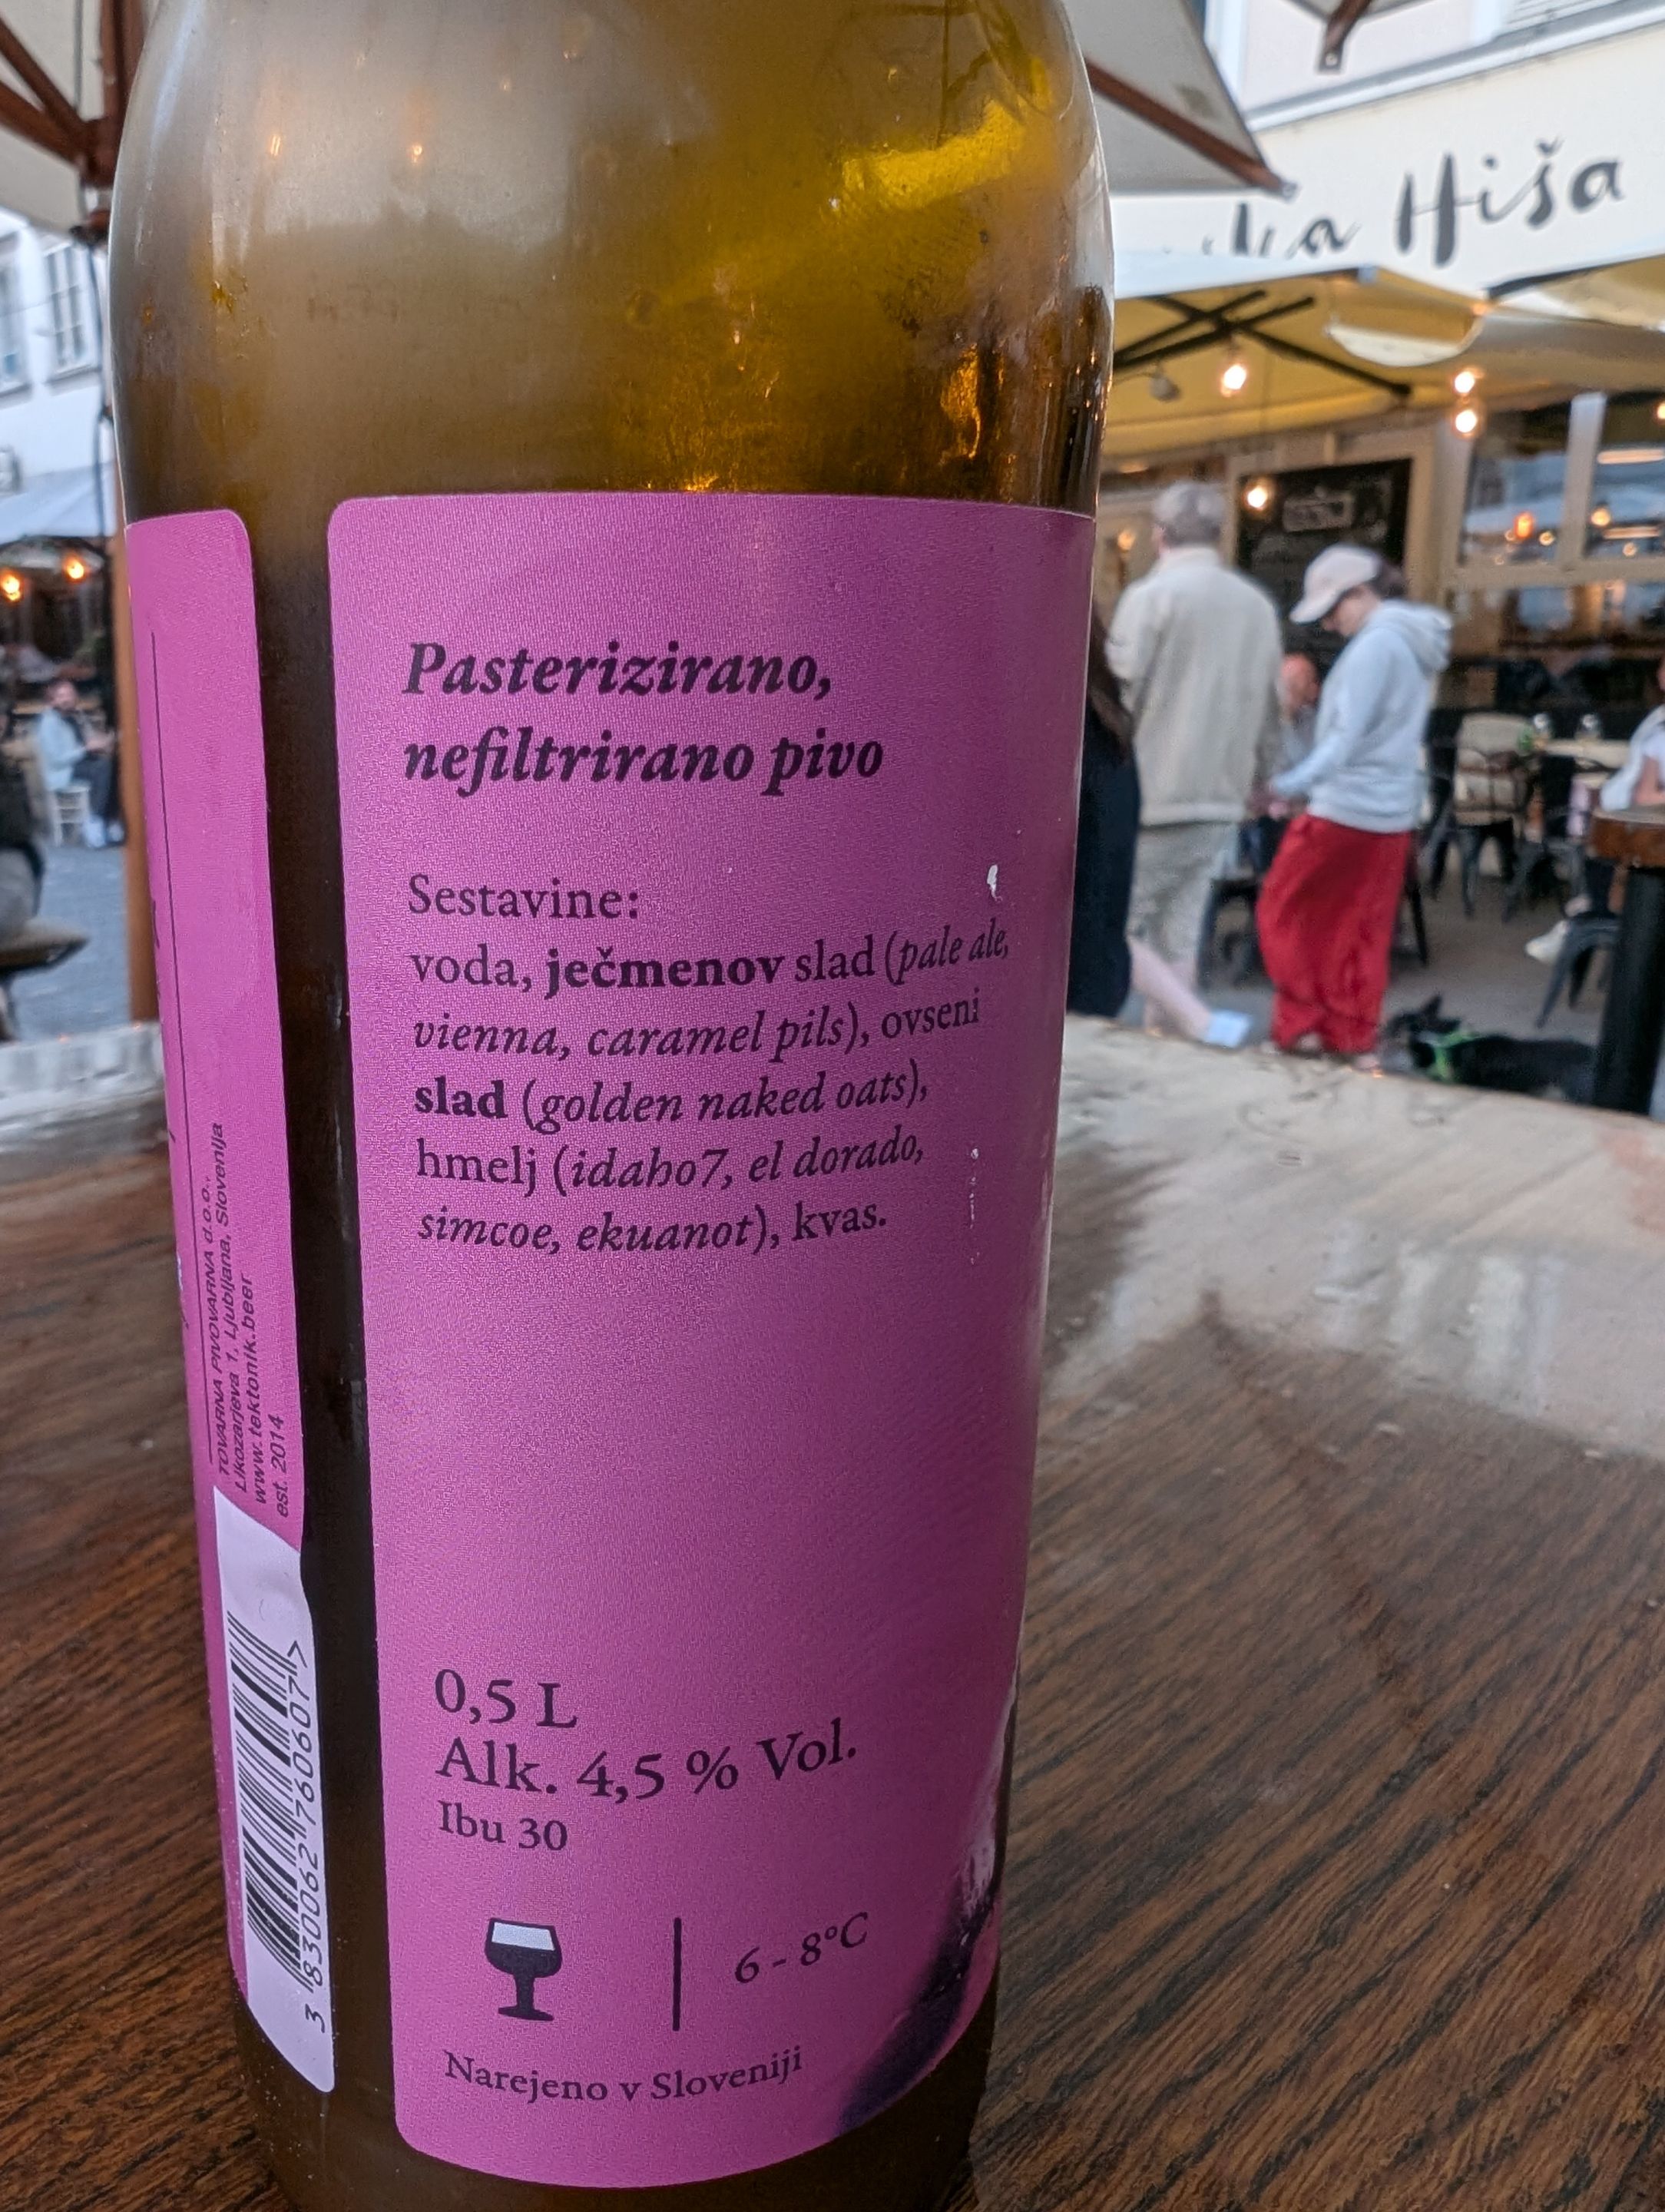 Hiša
Pasterizirano,
nefiltrirano pivo
Sestavine:
voda, ječmenov slad (pale ale,
vienna, caramel pils), ovseni
slad (golden naked oats),
hmelj (idaho7, el dorado,
simcoe, ekuanot), kvas.
0,5 L
Alk. 4,5 % Vol.
Ibu 30
6 - 8°C
Narejeno v Sloveniji
TOVARNA PIVOVARNA d.o.o.,
Likozarjeva 1, Ljubljana, Slovenija
www.tektonik.beer
est. 2014
3 830062 760607 >